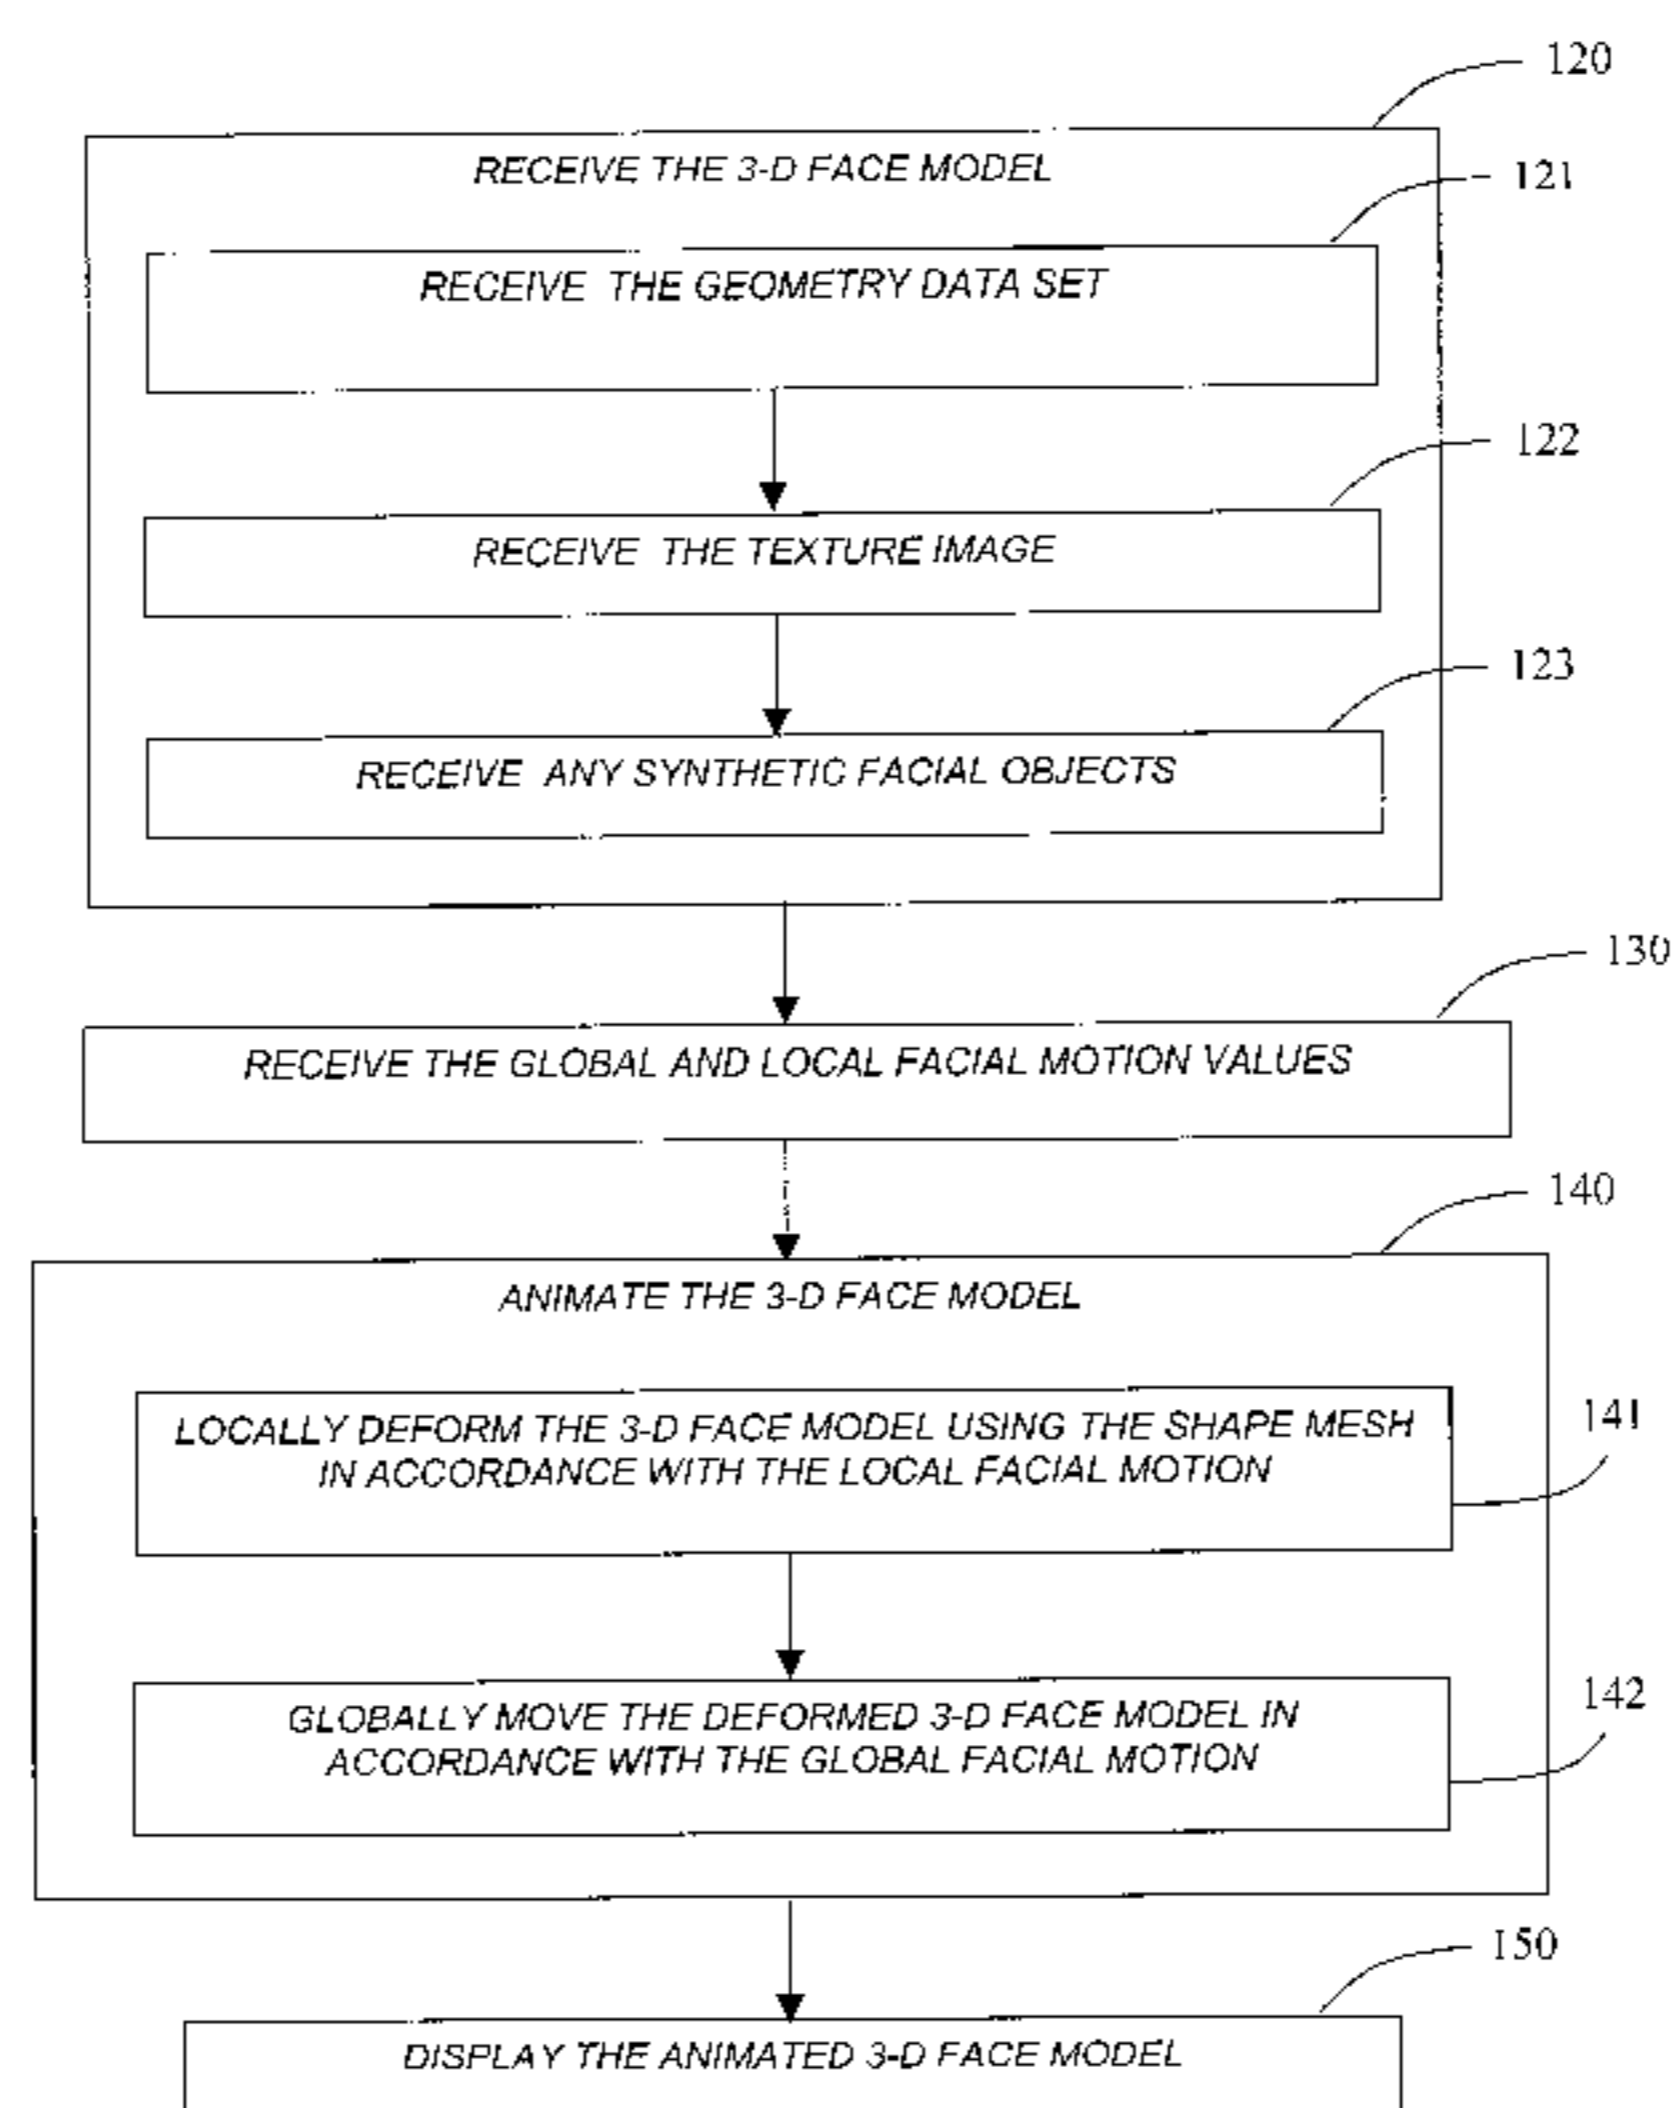 120
RECEIVE THE 3-D FACE MODEL
121
RECEIVE THE GEOMETRY DATA SET
122
RECEIVE THE TEXTURE IMAGE
123
RECEIVE ANY SYNTHETIC FACIAL OBJECTS
130
RECEIVE THE GLOBAL AND LOCAL FACIAL MOTION VALUES
140
ANIMATE THE 3-D FACE MODEL
141
LOCALLY DEFORM THE 3-D FACE MODEL USING THE SHAPE MESH
IN ACCORDANCE WITH THE LOCAL FACIAL MOTION
142
GLOBALLY MOVE THE DEFORMED 3-D FACE MODEL IN
ACCORDANCE WITH THE GLOBAL FACIAL MOTION
150
DISPLAY THE ANIMATED 3-D FACE MODEL